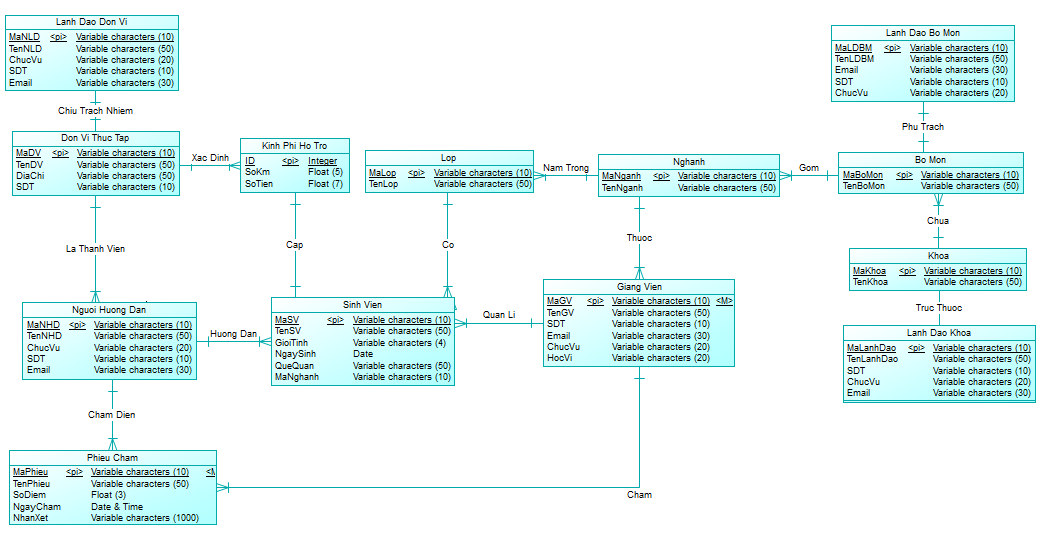 Lanh Dao Don Vi
MaNLD <pi> Variable characters (10)
TenNLD Variable characters (50)
ChucVu Variable characters (20)
SDT Variable characters (10)
Email Variable characters (30)
Chiu Trach Nhiem
Don Vi Thuc Tap
MaDV <pi> Variable characters (10)
TenDV Variable characters (50)
DiaChi Variable characters (50)
SDT Variable characters (10)
Xac Dinh
Kinh Phi Ho Tro
ID <pi> Integer
SoKm Float (5)
SoTien Float (7)
Lop
MaLop <pi> Variable characters (10)
TenLop Variable characters (50)
Nam Trong
Nghanh
MaNganh <pi> Variable characters (10)
TenNganh Variable characters (50)
Gom
Lanh Dao Bo Mon
MaLDBM <pi> Variable characters (10)
TenLDBM Variable characters (50)
Email Variable characters (30)
SDT Variable characters (10)
ChucVu Variable characters (20)
Phu Trach
Bo Mon
MaBoMon <pi> Variable characters (10)
TenBoMon Variable characters (50)
Chua
Khoa
MaKhoa <pi> Variable characters (10)
TenKhoa Variable characters (50)
Truc Thuoc
Lanh Dao Khoa
MaLanhDao <pi> Variable characters (10)
TenLanhDao Variable characters (50)
SDT Variable characters (10)
ChucVu Variable characters (20)
Email Variable characters (30)
La Thanh Vien
Cap
Co
Thuoc
Nguoi Huong Dan
MaNHD <pi> Variable characters (10)
TenNHD Variable characters (50)
ChucVu Variable characters (20)
SDT Variable characters (10)
Email Variable characters (30)
Huong Dan
Sinh Vien
MaSV <pi> Variable characters (10)
TenSV Variable characters (50)
GioiTinh Variable characters (4)
NgaySinh Date
QueQuan Variable characters (50)
MaNghanh Variable characters (10)
Quan Li
Giang Vien
MaGV <pi> Variable characters (10) <M>
TenGV Variable characters (50)
SDT Variable characters (10)
Email Variable characters (30)
ChucVu Variable characters (20)
HocVi Variable characters (20)
Cham Dien
Phieu Cham
MaPhieu <pi> Variable characters (10)
TenPhieu Variable characters (50)
SoDiem Float (3)
NgayCham Date & Time
NhanXet Variable characters (1000)
Cham